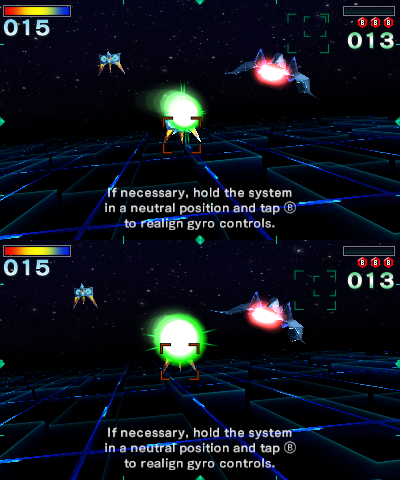 015
B B B
013
If necessary, hold the system
in a neutral position and tap Ⓑ
to realign gyro controls.
015
B B B
013
If necessary, hold the system
in a neutral position and tap Ⓑ
to realign gyro controls.